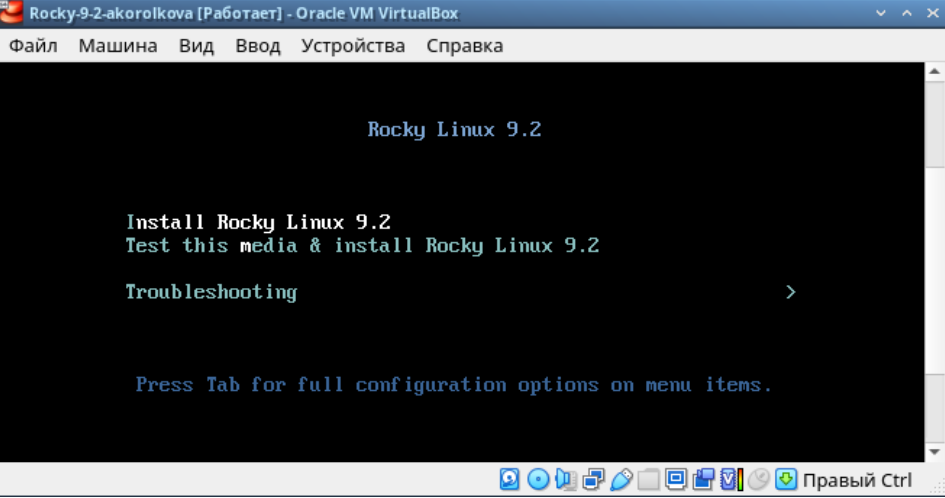 Rocky-9-2-akorolkova [Работает] - Oracle VM VirtualBox
Файл Машина Вид Ввод Устройства Справка
Rocky Linux 9.2
Install Rocky Linux 9.2
Test this media & install Rocky Linux 9.2
Troubleshooting >
Press Tab for full configuration options on menu items.
Правый Ctrl